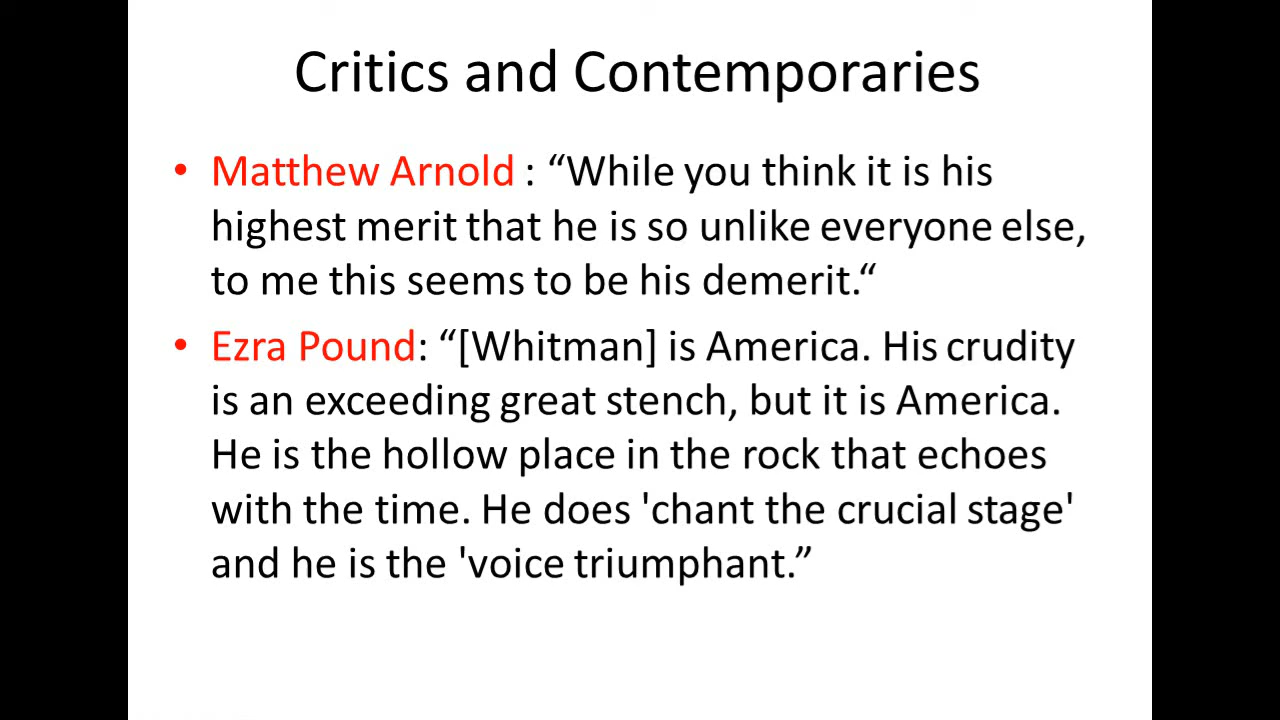 Critics and Contemporaries
• Matthew Arnold : “While you think it is his
highest merit that he is so unlike everyone else,
to me this seems to be his demerit.“
• Ezra Pound: “[Whitman] is America. His crudity
is an exceeding great stench, but it is America.
He is the hollow place in the rock that echoes
with the time. He does 'chant the crucial stage'
and he is the 'voice triumphant.”